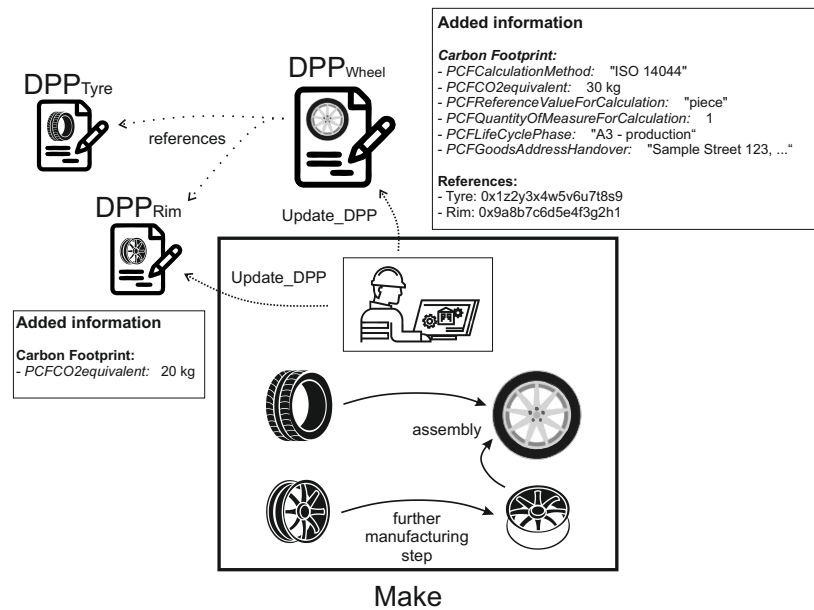 Added information
Carbon Footprint:
- PCFCalculationMethod: "ISO 14044"
- PCFCO2equivalent: 30 kg
- PCFReferenceValueForCalculation: "piece"
- PCFQuantityOfMeasureForCalculation: 1
- PCFLifeCyclePhase: "A3 - production“
- PCFGoodsAddressHandover: "Sample Street 123, ...“
References:
- Tyre: 0x1z2y3x4w5v6u7t8s9
- Rim: 0x9a8b7c6d5e4f3g2h1
DPPWheel
DPPTyre
references
DPPRim
Update_DPP
Update_DPP
Added information
Carbon Footprint:
- PCFCO2equivalent: 20 kg
assembly
further
manufacturing
step
Make